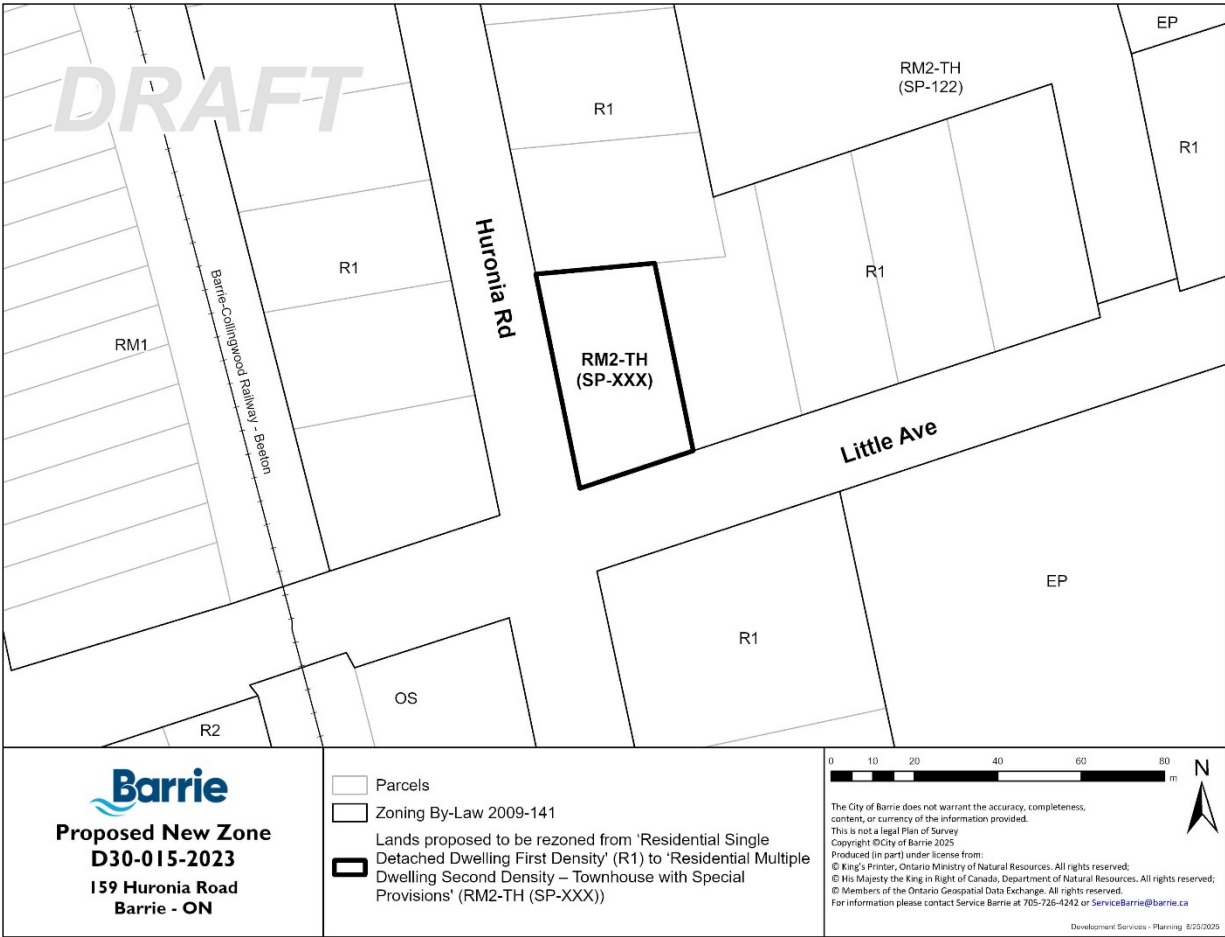 DRAFT
EP
RM2-TH
(SP-122)
R1
R1
Huronia Rd
R1
R1
Barrie-Collingwood Railway - Beeton
RM1
RM2-TH
(SP-XXX)
Little Ave
EP
R1
OS
R2
Barrie
Proposed New Zone
D30-015-2023
159 Huronia Road
Barrie - ON
Parcels
Zoning By-Law 2009-141
Lands proposed to be rezoned from 'Residential Single
Detached Dwelling First Density' (R1) to 'Residential Multiple
Dwelling Second Density – Townhouse with Special
Provisions' (RM2-TH (SP-XXX))
0 10 20 40 60 80
m
N
The City of Barrie does not warrant the accuracy, completeness,
content, or currency of the information provided.
This is not a legal Plan of Survey
Copyright ©City of Barrie 2025
Produced (in part) under license from:
© King's Printer, Ontario Ministry of Natural Resources. All rights reserved;
© His Majesty the King in Right of Canada, Department of Natural Resources. All rights reserved;
© Members of the Ontario Geospatial Data Exchange. All rights reserved.
For information please contact Service Barrie at 705-726-4242 or ServiceBarrie@barrie.ca
Development Services - Planning 8/25/2025